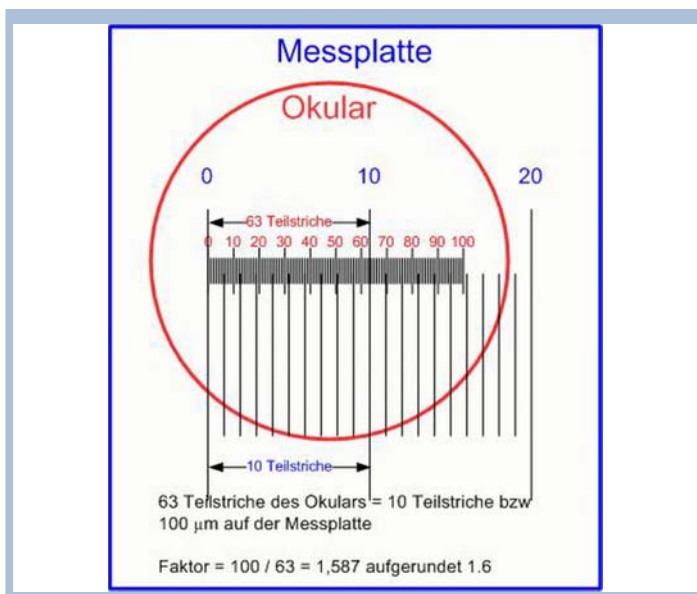 Messplatte
Okular
0 10 20
63 Teilstriche
0 10 20 30 40 50 60 70 80 90 100
10 Teilstriche
63 Teilstriche des Okulars = 10 Teilstriche bzw
100 µm auf der Messplatte
Faktor = 100 / 63 = 1,587 aufgerundet 1.6